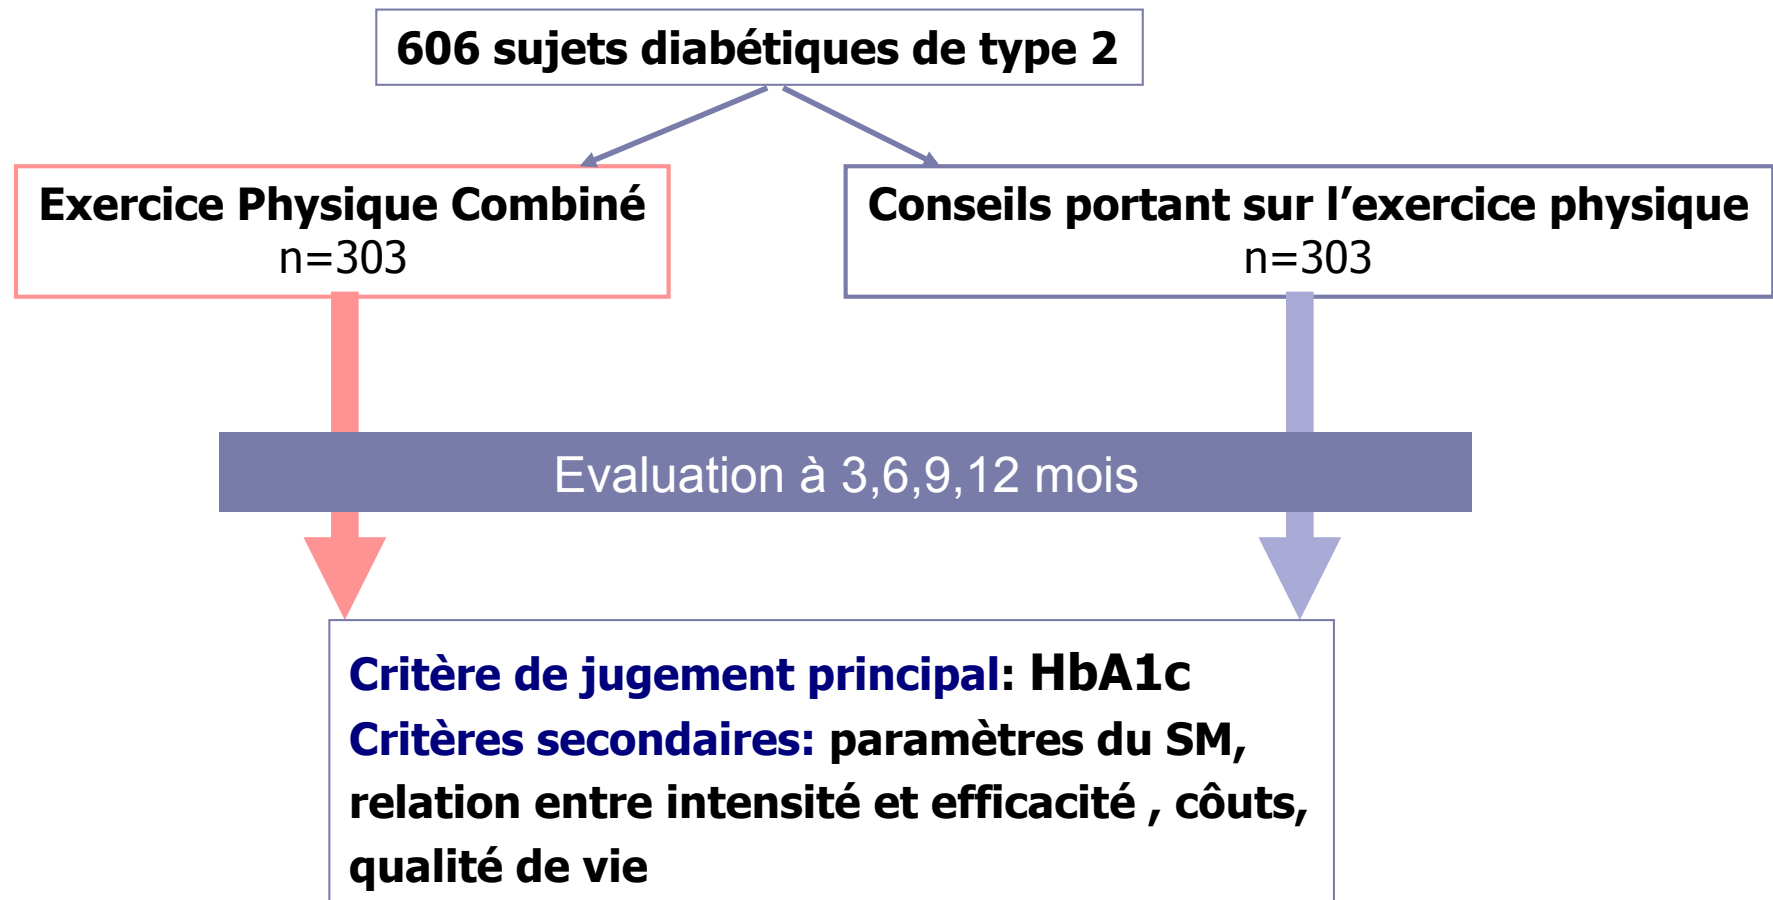 606 sujets diabétiques de type 2
Exercice Physique Combiné
n=303
Conseils portant sur l’exercice physique
n=303
Evaluation à 3,6,9,12 mois
Critère de jugement principal: HbA1c
Critères secondaires: paramètres du SM,
relation entre intensité et efficacité , côuts,
qualité de vie